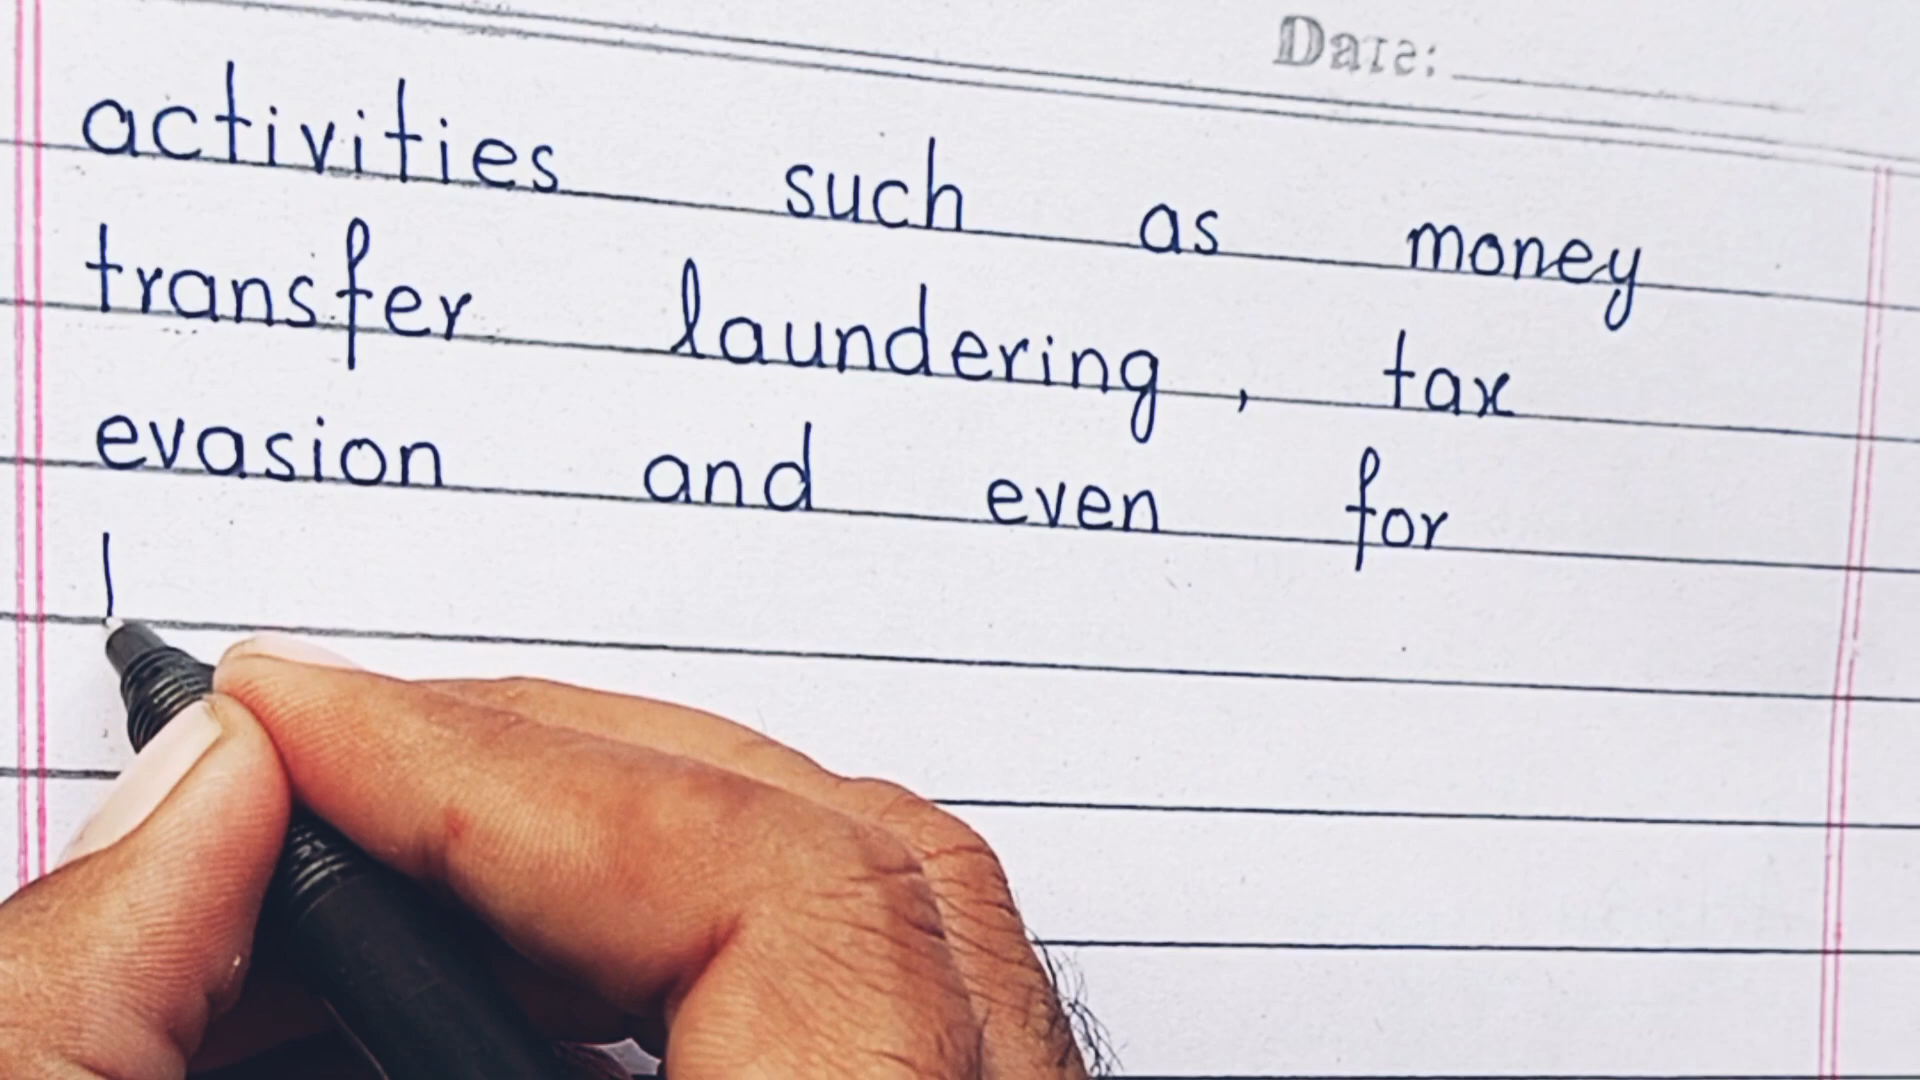 Date:
activities such as money
transfer laundering, tax
evasion and even for